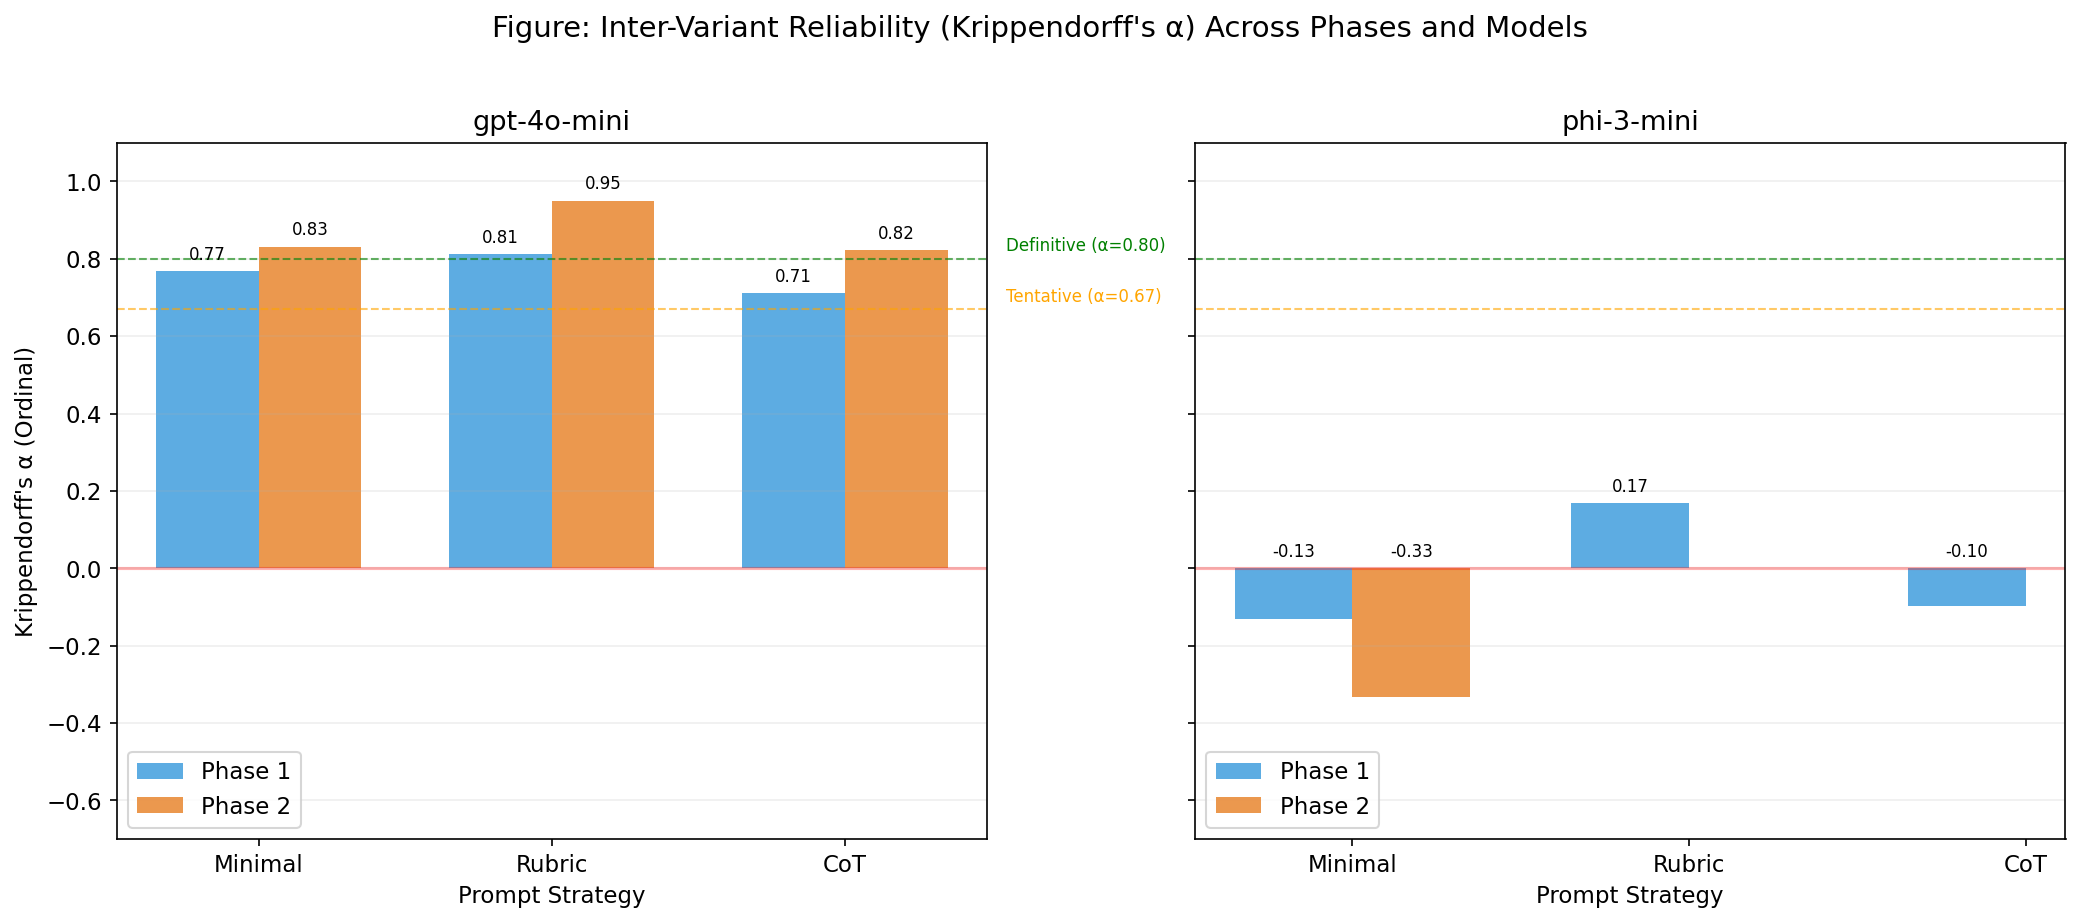 Figure: Inter-Variant Reliability (Krippendorff's α) Across Phases and Models
gpt-4o-mini
Krippendorff's α (Ordinal)
1.0
0.8
0.6
0.4
0.2
0.0
−0.2
−0.4
−0.6
0.77
0.83
0.81
0.95
0.71
0.82
Phase 1
Phase 2
Minimal
Rubric
CoT
Prompt Strategy
Definitive (α=0.80)
Tentative (α=0.67)
phi-3-mini
-0.13
-0.33
0.17
-0.10
Phase 1
Phase 2
Minimal
Rubric
CoT
Prompt Strategy